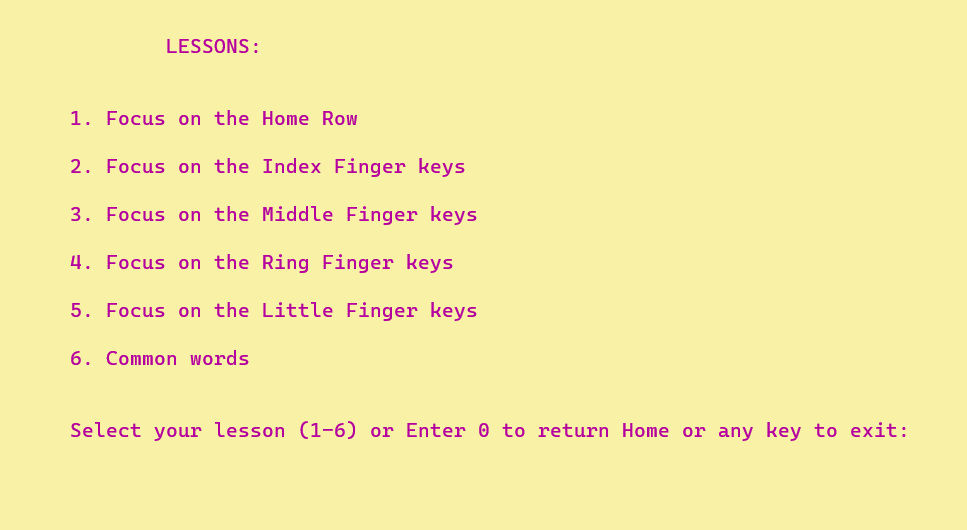 LESSONS:
1. Focus on the Home Row
2. Focus on the Index Finger keys
3. Focus on the Middle Finger keys
4. Focus on the Ring Finger keys
5. Focus on the Little Finger keys
6. Common words
Select your lesson (1-6) or Enter 0 to return Home or any key to exit: